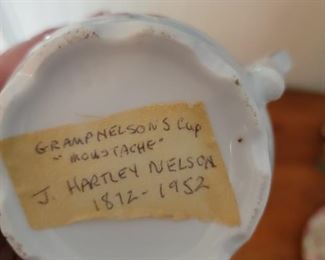 GRAMP NELSON'S CUP
"MOUSTACHE"
J. HARTLEY NELSON
1872-1952